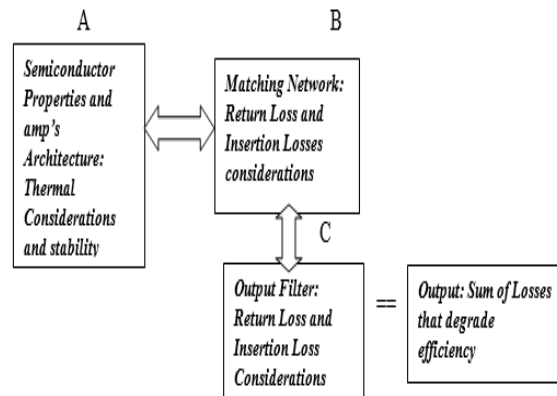 A
B
Semiconductor
Properties and
amp's
Architecture:
Thermal
Considerations
and stability
Matching Network:
Return Loss and
Insertion Losses
considerations
C
Output Filter:
Return Loss and
Insertion Loss
Considerations
==
Output: Sum of Losses
that degrade
efficiency